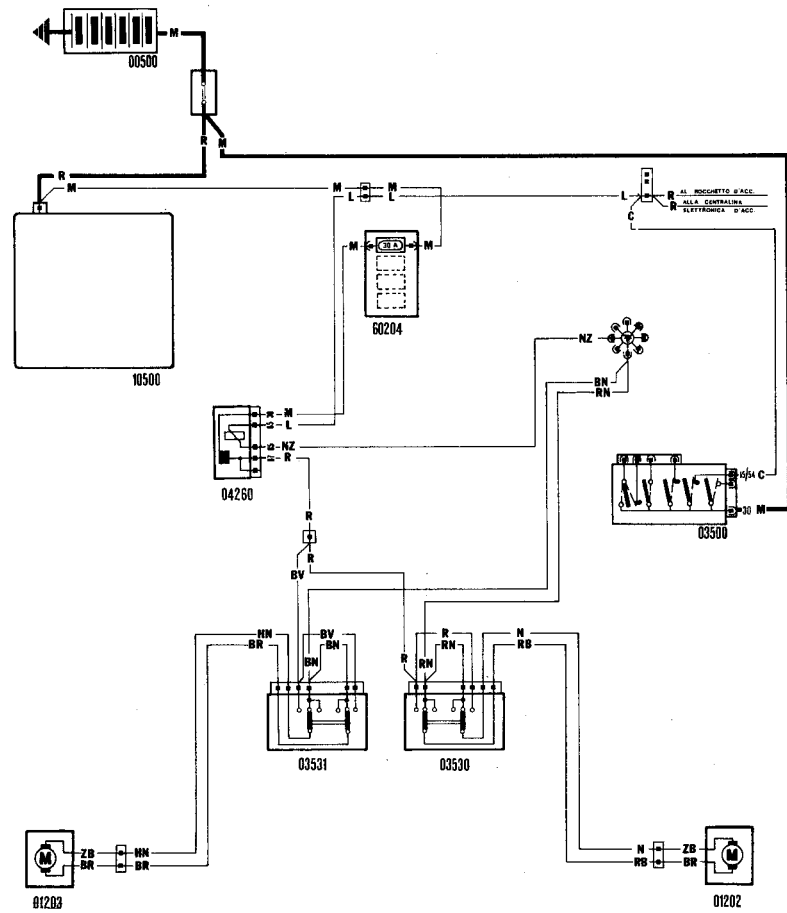 M
00500
R M
R
M M M
L L L R AL ROCCHETTO D'ACC.
R ALLA CENTRALINA
ELETTRONICA D'ACC.
C
M 30 A M
60204
10500
NZ
BN
RN
M
L
NZ
R
04260
15/54 C
30 M
03500
R
R
BV
HN BV R N
BR BN RN RB
BN R RN
03531 03530
ZB HN N ZB
M M
BR BR RB BR
01203 01202